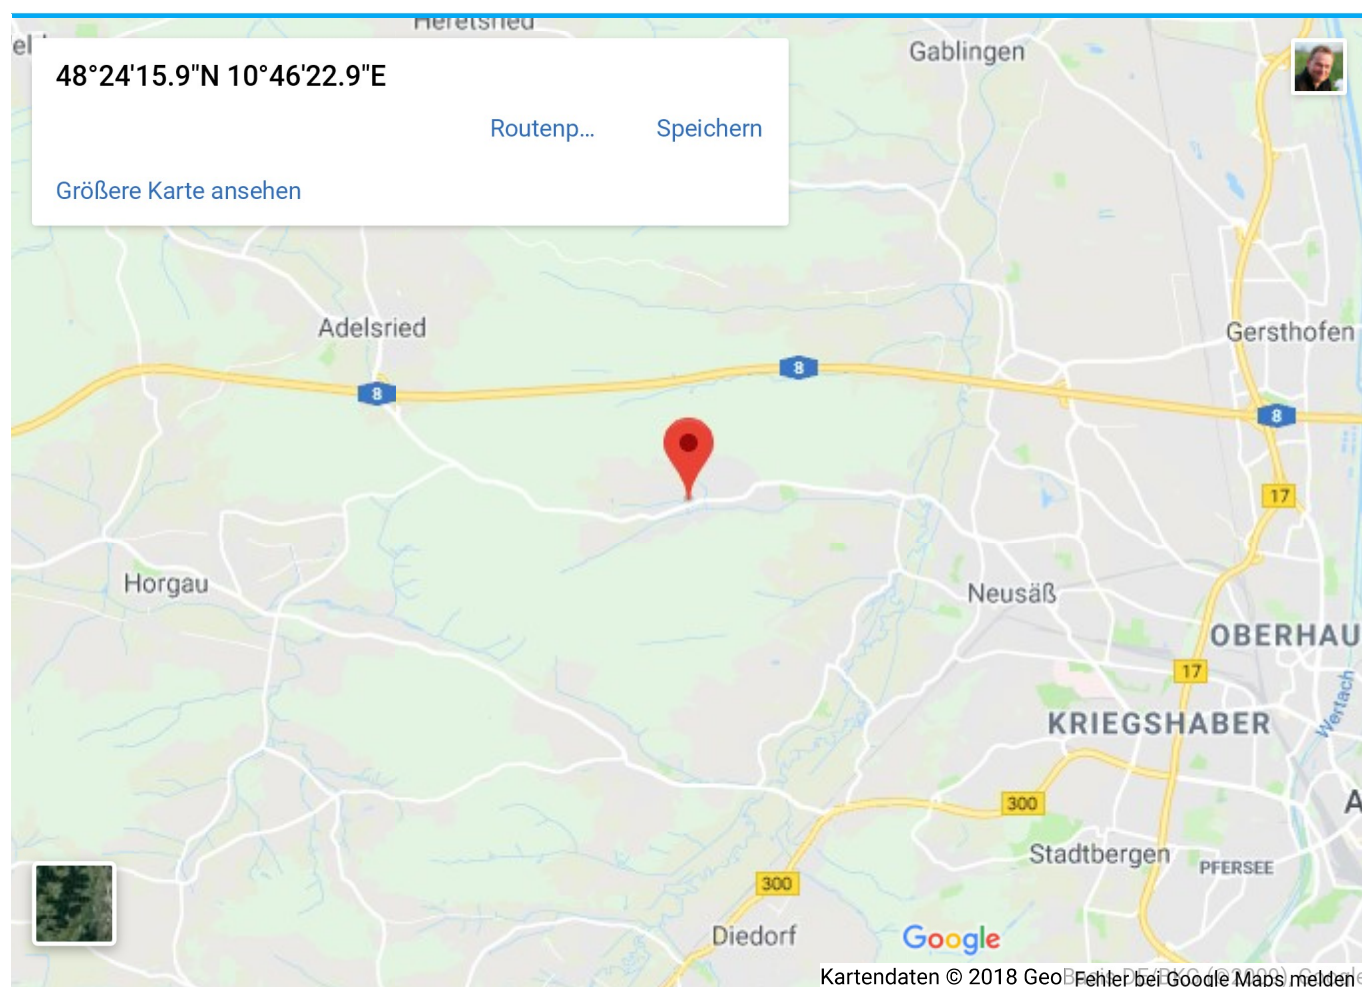 Heretsried
Gablingen
48°24'15.9"N 10°46'22.9"E
Routenp...
Speichern
Größere Karte ansehen
Adelsried
Gersthofen
8
8
8
17
Horgau
Neusäß
OBERHAU
17
Wertach
KRIEGSHABER
300
A
Stadtbergen
PFERSEE
300
Diedorf
Google
Kartendaten © 2018 Geo
Fehler bei Google Maps melden